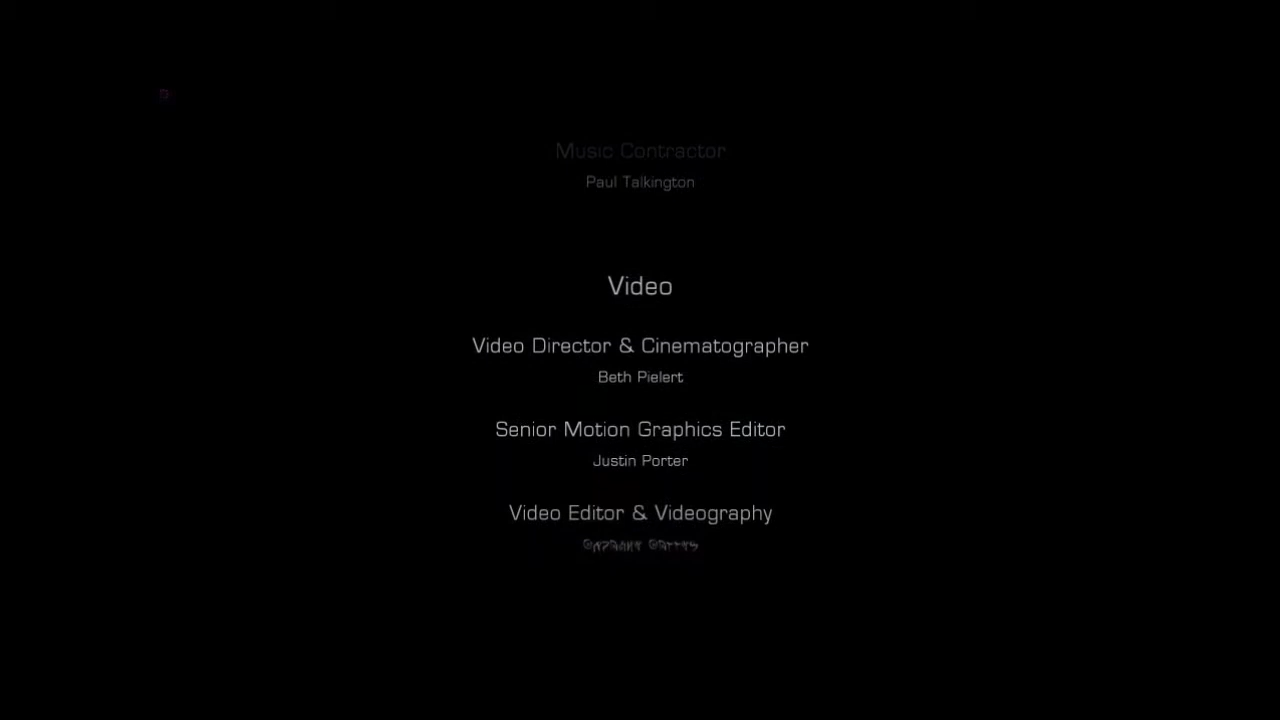 Music Contractor
Paul Talkington
Video
Video Director & Cinematographer
Beth Pielert
Senior Motion Graphics Editor
Justin Porter
Video Editor & Videography